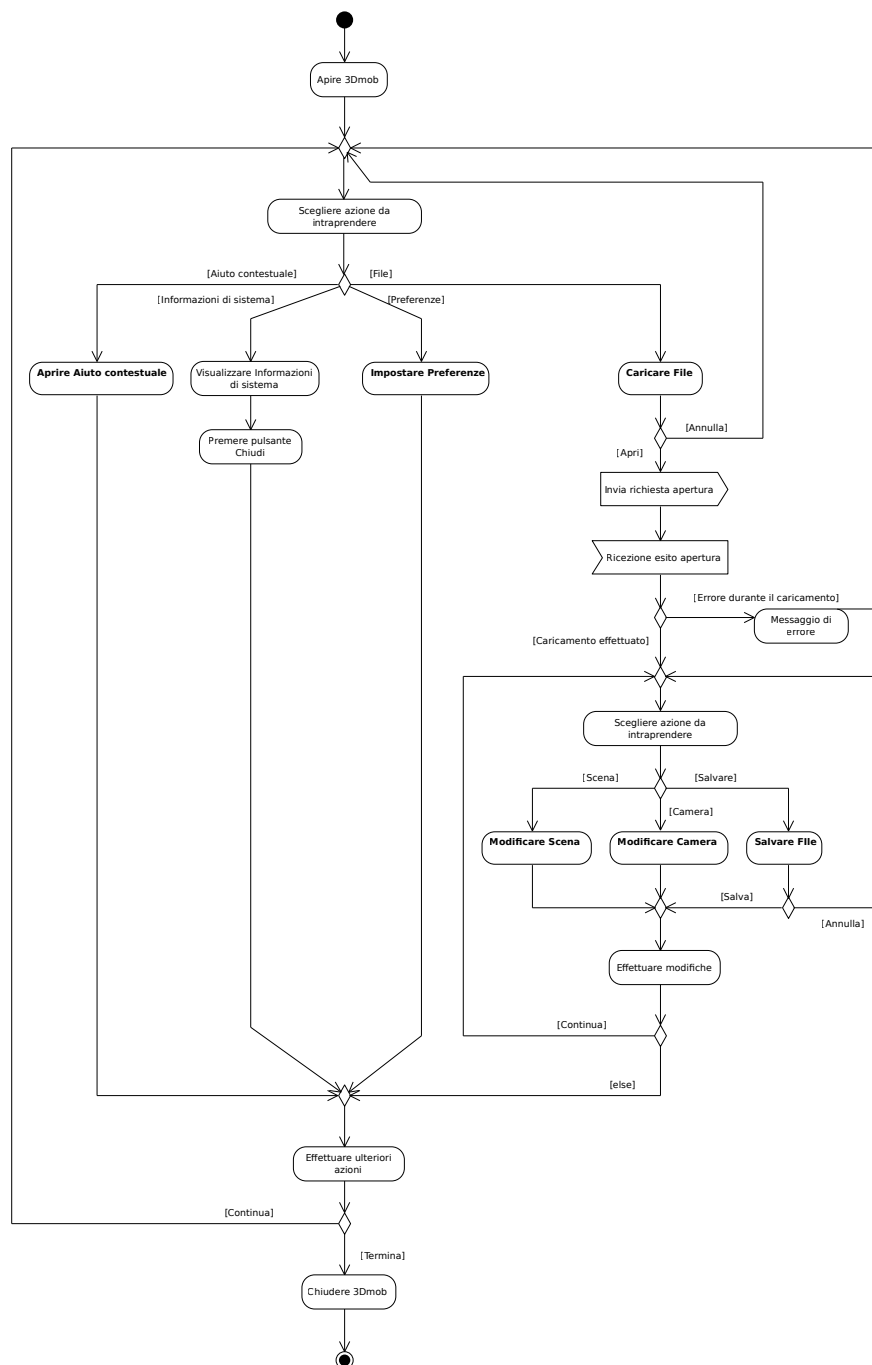 Apire 3Dmob
Scegliere azione da
intraprendere
[Aiuto contestuale]
[File]
[Informazioni di sistema]
[Preferenze]
Aprire Aiuto contestuale
Visualizzare Informazioni
di sistema
Impostare Preferenze
Caricare File
Premere pulsante
Chiudi
[Annulla]
[Apri]
Invia richiesta apertura
Ricezione esito apertura
[Errore durante il caricamento]
Messaggio di
errore
[Caricamento effettuato]
Scegliere azione da
intraprendere
[Scena]
[Salvare]
[Camera]
Modificare Scena
Modificare Camera
Salvare FIle
[Salva]
[Annulla]
Effettuare modifiche
[Continua]
[else]
Effettuare ulteriori
azioni
[Continua]
[Termina]
Chiudere 3Dmob